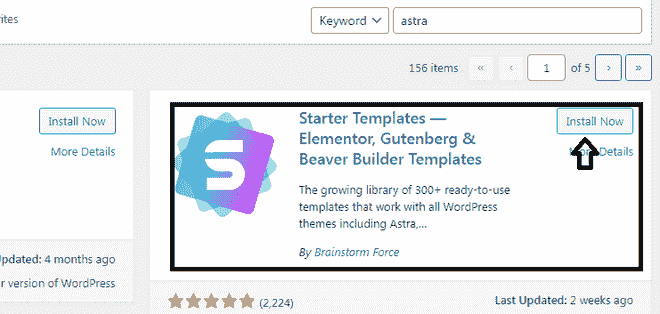 rites
Keyword
astra
156 items « ‹ 1 of 5 › »
Install Now
More Details
Updated: 4 months ago
r version of WordPress
Starter Templates —
Elementor, Gutenberg &
Beaver Builder Templates
Install Now
More Details
The growing library of 300+ ready-to-use
templates that work with all WordPress
themes including Astra,...
By Brainstorm Force
(2,224)
Last Updated: 2 weeks ago